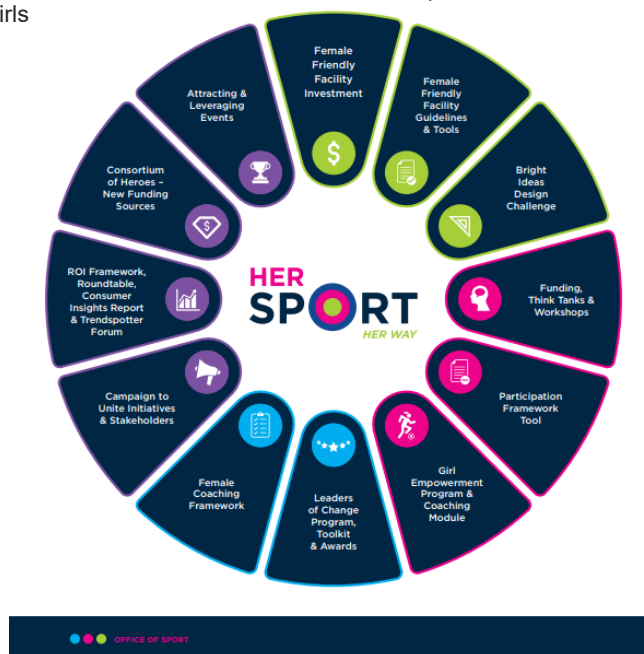 irls
Female
Friendly
Facility
Investment
Female
Friendly
Facility
Guidelines
& Tools
Bright
Ideas
Design
Challenge
Funding,
Think Tanks &
Workshops
Participation
Framework
Tool
Girl
Empowerment
Program &
Coaching
Module
Leaders
of Change
Program,
Toolkit
& Awards
Female
Coaching
Framework
Campaign to
Unite Initiatives
& Stakeholders
ROI Framework,
Roundtable,
Consumer
Insights Report
& Trendspotter
Forum
Consortium
of Heroes –
New Funding
Sources
Attracting &
Leveraging
Events
HER
SPORT
HER WAY
OFFICE OF SPORT